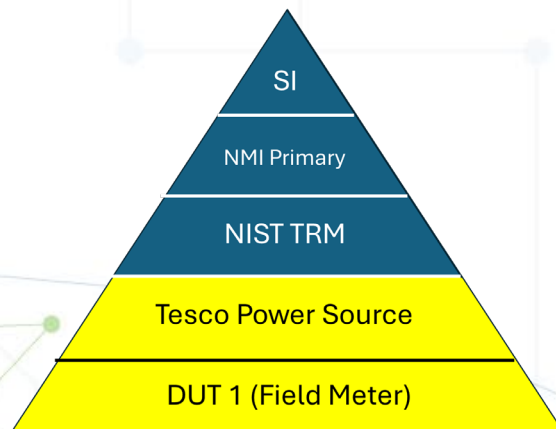 SI
NMI Primary
NIST TRM
Tesco Power Source
DUT 1 (Field Meter)